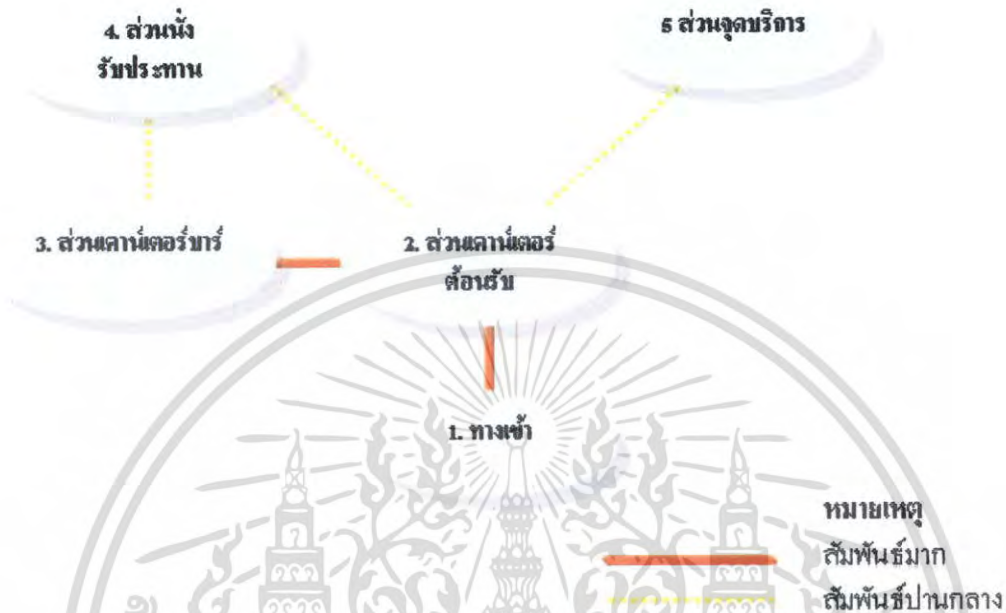 4. ส่วนนั่ง
รับประทาน
5 ส่วนจุดบริการ
3. ส่วนเคาน์เตอร์บาร์
2. ส่วนเคาน์เตอร์
ต้อนรับ
1. ทางเข้า
หมายเหตุ
สัมพันธ์มาก
สัมพันธ์ปานกลาง